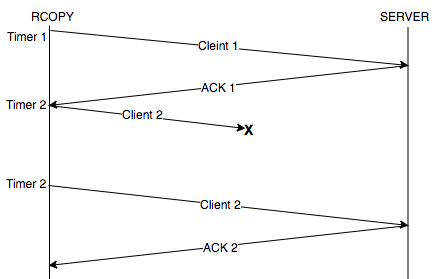 RCOPY
SERVER
Timer 1
Cleint 1
ACK 1
Timer 2
Client 2
X
Timer 2
Client 2
ACK 2